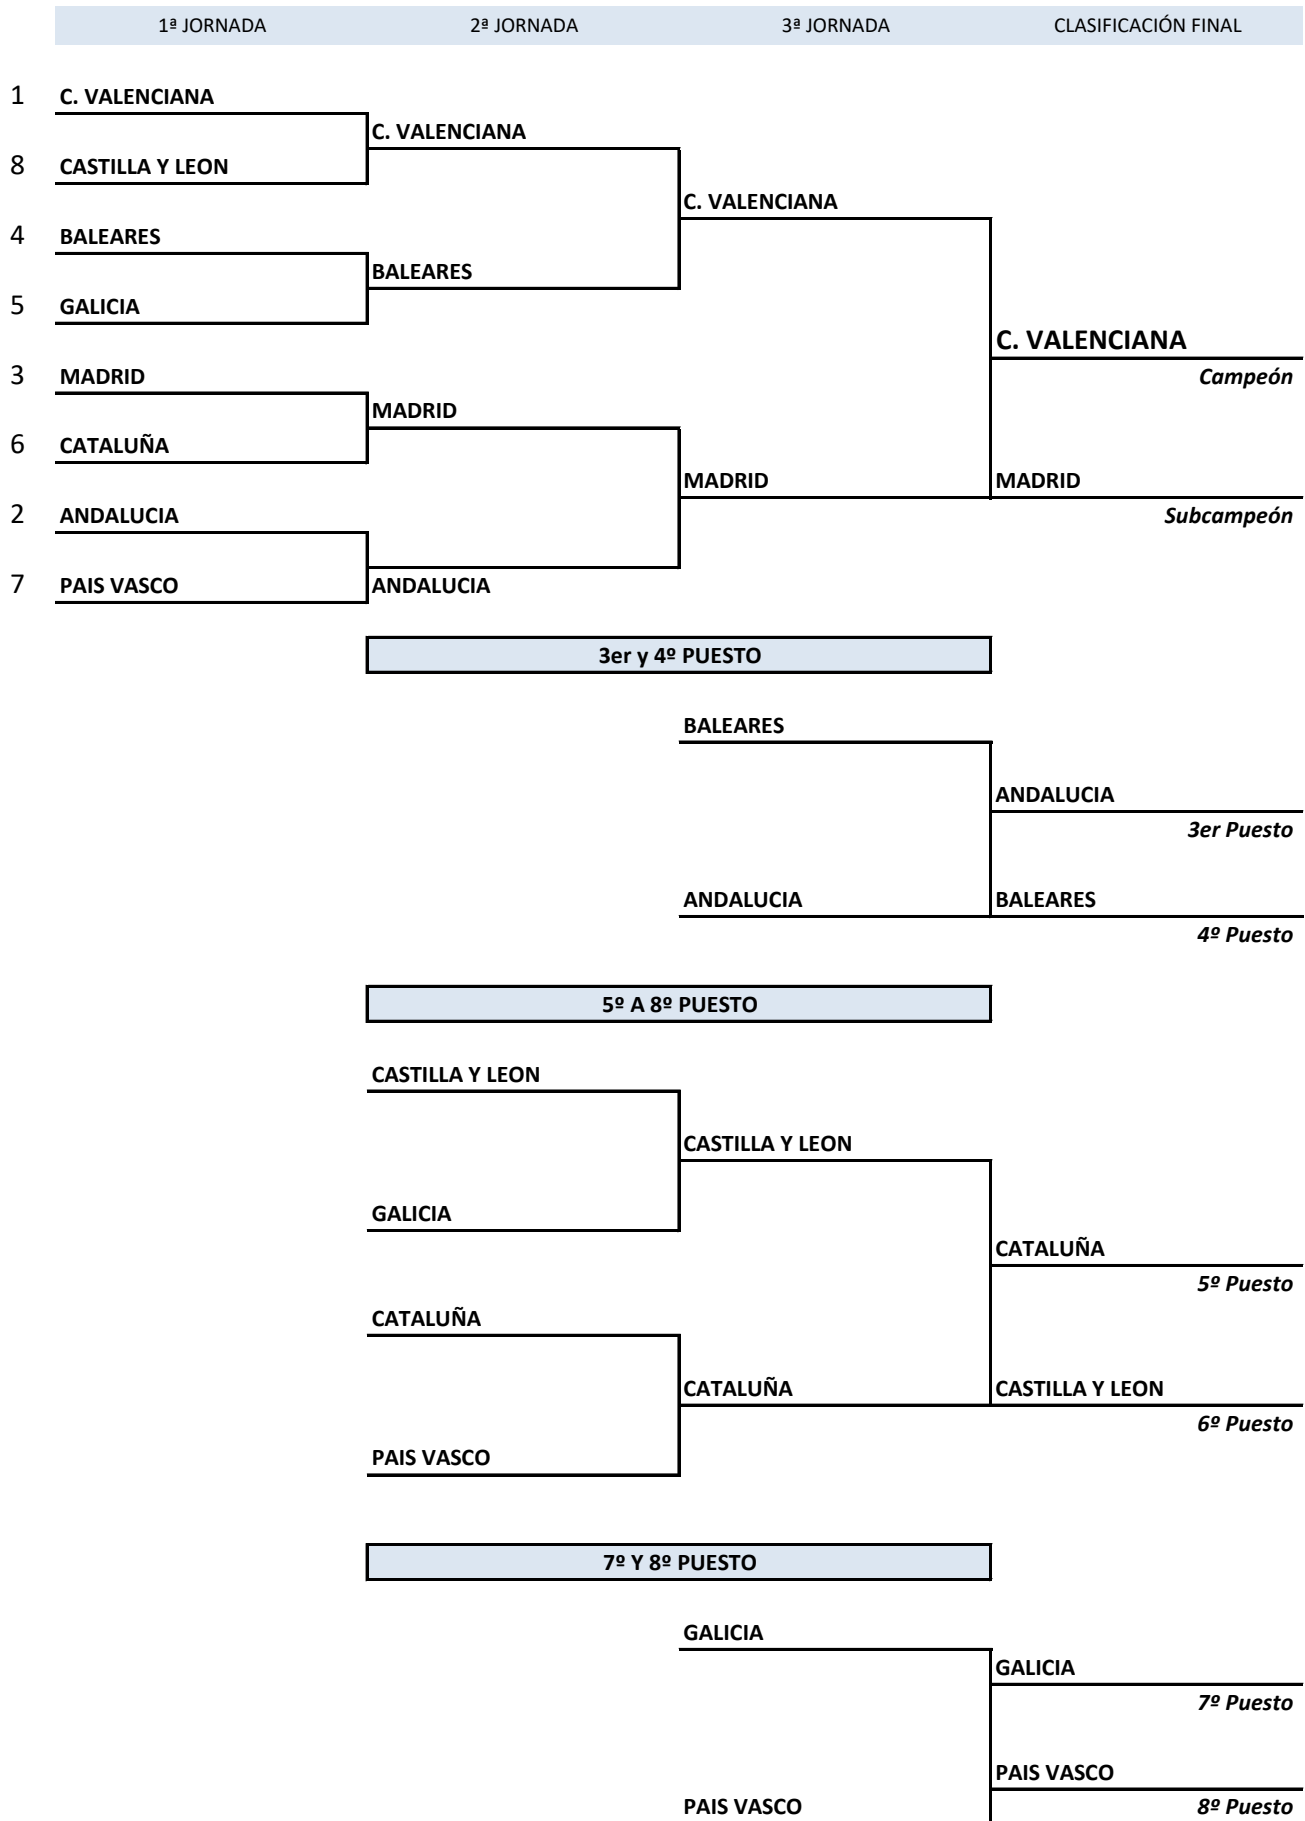 1ª JORNADA 2ª JORNADA 3ª JORNADA CLASIFICACIÓN FINAL
1 C. VALENCIANA
C. VALENCIANA
8 CASTILLA Y LEON
C. VALENCIANA
4 BALEARES
BALEARES
5 GALICIA
C. VALENCIANA
3 MADRID Campeón
MADRID
6 CATALUÑA
MADRID MADRID
2 ANDALUCIA Subcampeón
7 PAIS VASCO ANDALUCIA
3er y 4º PUESTO
BALEARES
ANDALUCIA
3er Puesto
ANDALUCIA BALEARES
4º Puesto
5º A 8º PUESTO
CASTILLA Y LEON
CASTILLA Y LEON
GALICIA
CATALUÑA
5º Puesto
CATALUÑA
CATALUÑA CASTILLA Y LEON
6º Puesto
PAIS VASCO
7º Y 8º PUESTO
GALICIA
GALICIA
7º Puesto
PAIS VASCO
PAIS VASCO 8º Puesto